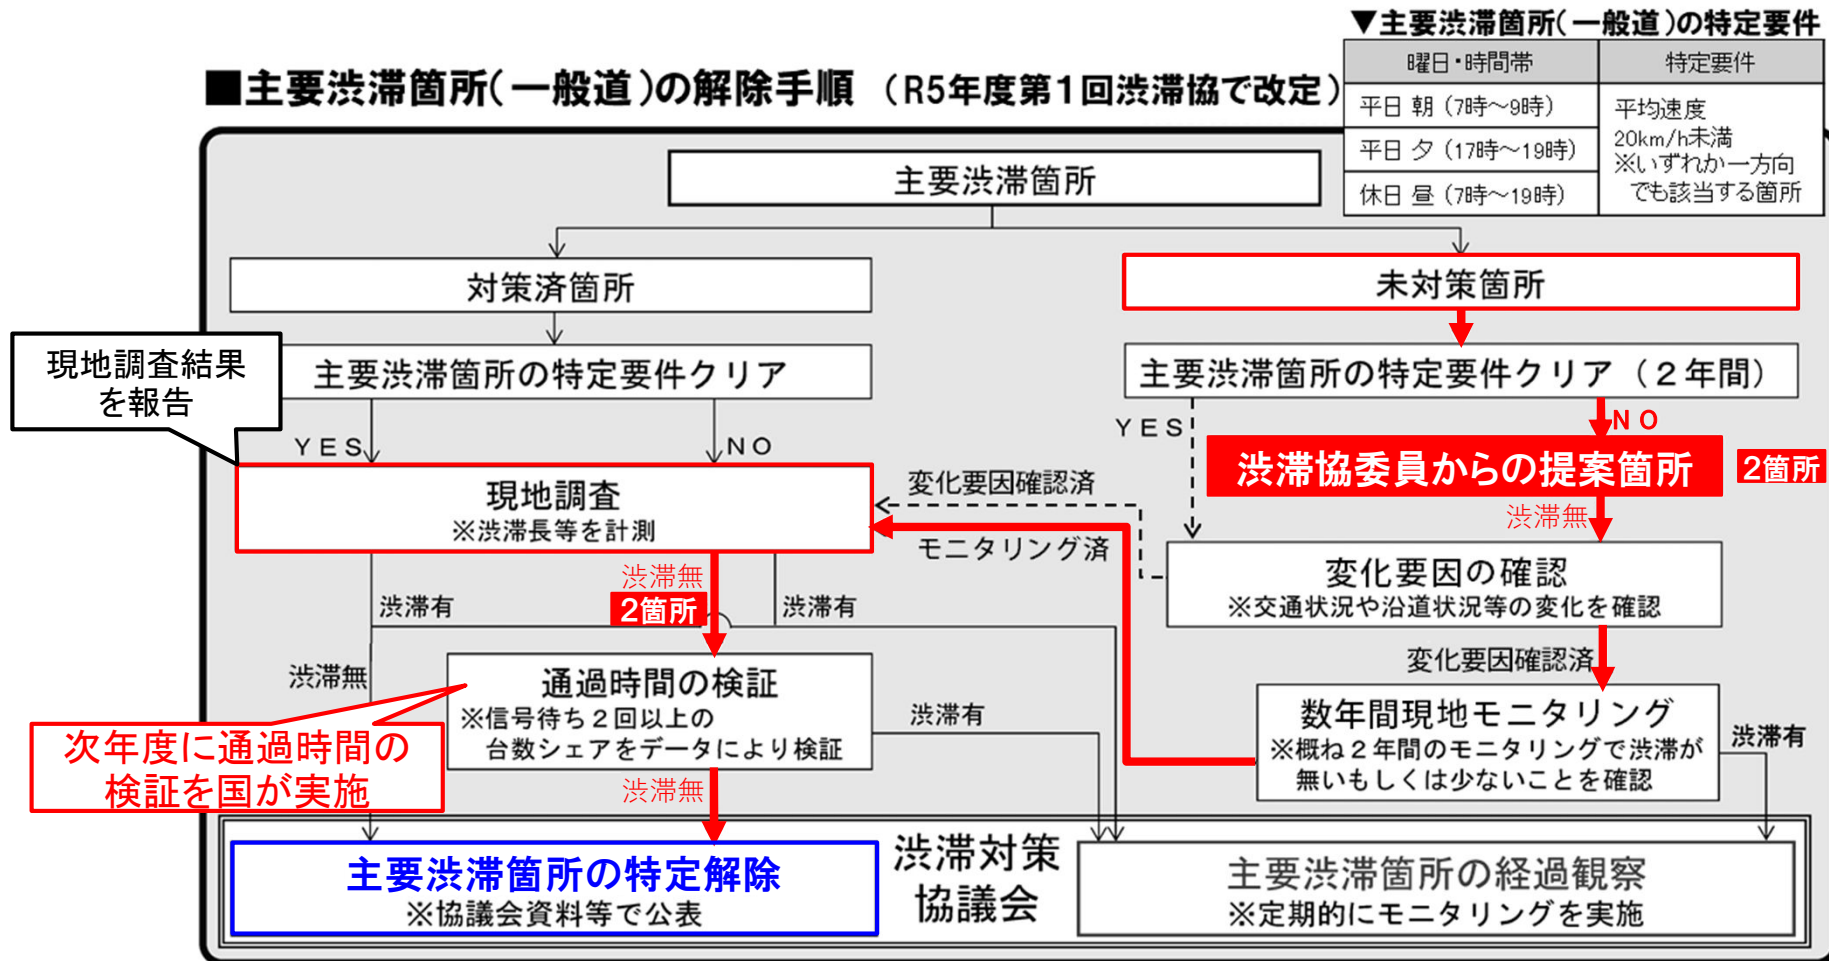 ▼主要渋滞箇所(一般道)の特定要件
曜日・時間帯
特定要件
平日 朝 (7時～9時)
平日 夕 (17時～19時)
休日 昼 (7時～19時)
平均速度
20km/h未満
※いずれか一方向
でも該当する箇所
■主要渋滞箇所(一般道)の解除手順 (R5年度第1回渋滞協で改定)
主要渋滞箇所
対策済箇所
未対策箇所
現地調査結果
を報告
主要渋滞箇所の特定要件クリア
主要渋滞箇所の特定要件クリア (２年間)
ＹＥＳ
ＮＯ
ＹＥＳ
ＮＯ
渋滞協委員からの提案箇所
2箇所
渋滞無
現地調査
※渋滞長等を計測
変化要因確認済
モニタリング済
変化要因の確認
※交通状況や沿道状況等の変化を確認
渋滞無
2箇所
渋滞有
渋滞有
渋滞無
変化要因確認済
通過時間の検証
※信号待ち２回以上の
台数シェアをデータにより検証
渋滞有
数年間現地モニタリング
※概ね２年間のモニタリングで渋滞が
無いもしくは少ないことを確認
渋滞有
次年度に通過時間の
検証を国が実施
渋滞無
主要渋滞箇所の特定解除
※協議会資料等で公表
渋滞対策
協議会
主要渋滞箇所の経過観察
※定期的にモニタリングを実施